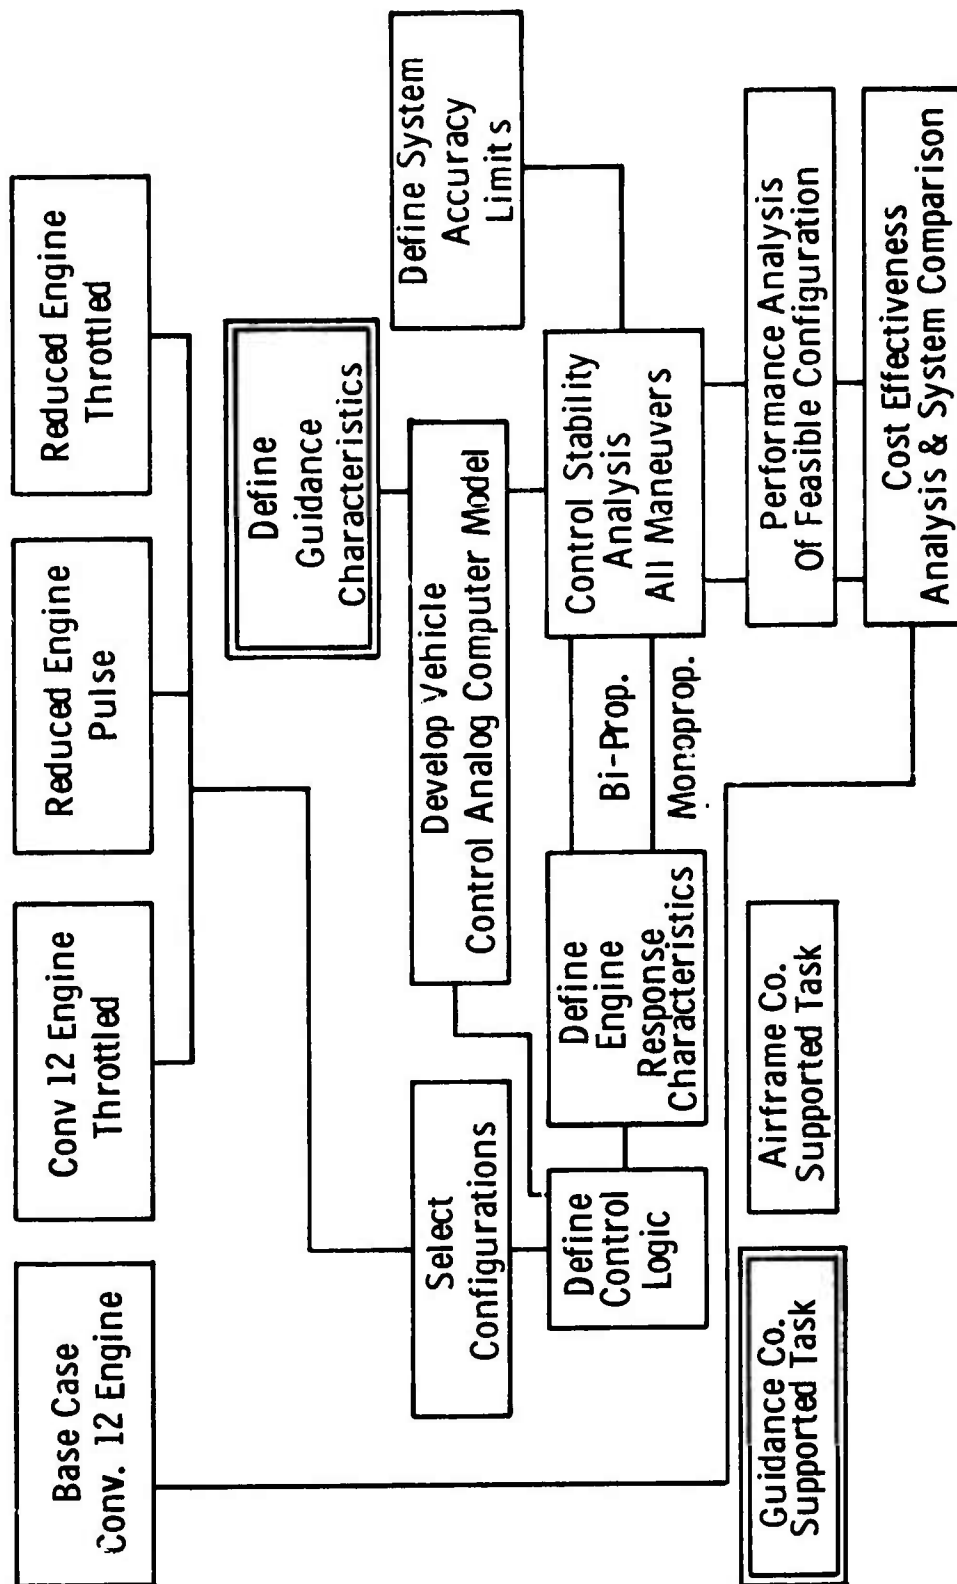 Base Case
Conv. 12 Engine
Conv 12 Engine
Throttled
Reduced Engine
Pulse
Reduced Engine
Throttled
Define
Guidance
Characteristics
Select
Configurations
Develop Vehicle
Control Analog Computer Model
Define System
Accuracy
Limits
Define
Control
Logic
Define
Engine
Response
Characteristics
Bi-Prop.
Monoprop.
Control Stability
Analysis
All Maneuvers
Guidance Co.
Supported Task
Airframe Co.
Supported Task
Performance Analysis
Of Feasible Configuration
Cost Effectiveness
Analysis & System Comparison